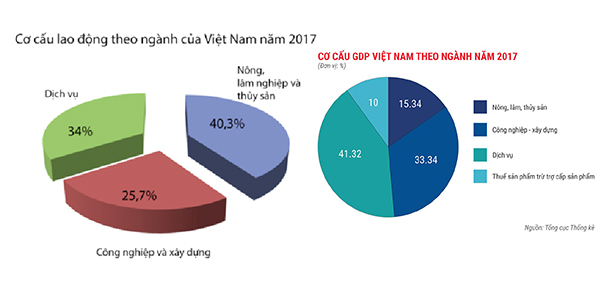 Cơ cấu lao động theo ngành của Việt Nam năm 2017
Nông,
lâm nghiệp và
thủy sản
Dịch vụ
34%
40,3%
25,7%
Công nghiệp và xây dựng
CƠ CẤU GDP VIỆT NAM THEO NGÀNH NĂM 2017
(Đơn vị: %)
10
15.34
41.32
33.34
Nông, lâm, thủy sản
Công nghiệp - xây dựng
Dịch vụ
Thuế sản phẩm trừ trợ cấp sản phẩm
Nguồn: Tổng cục Thống kê